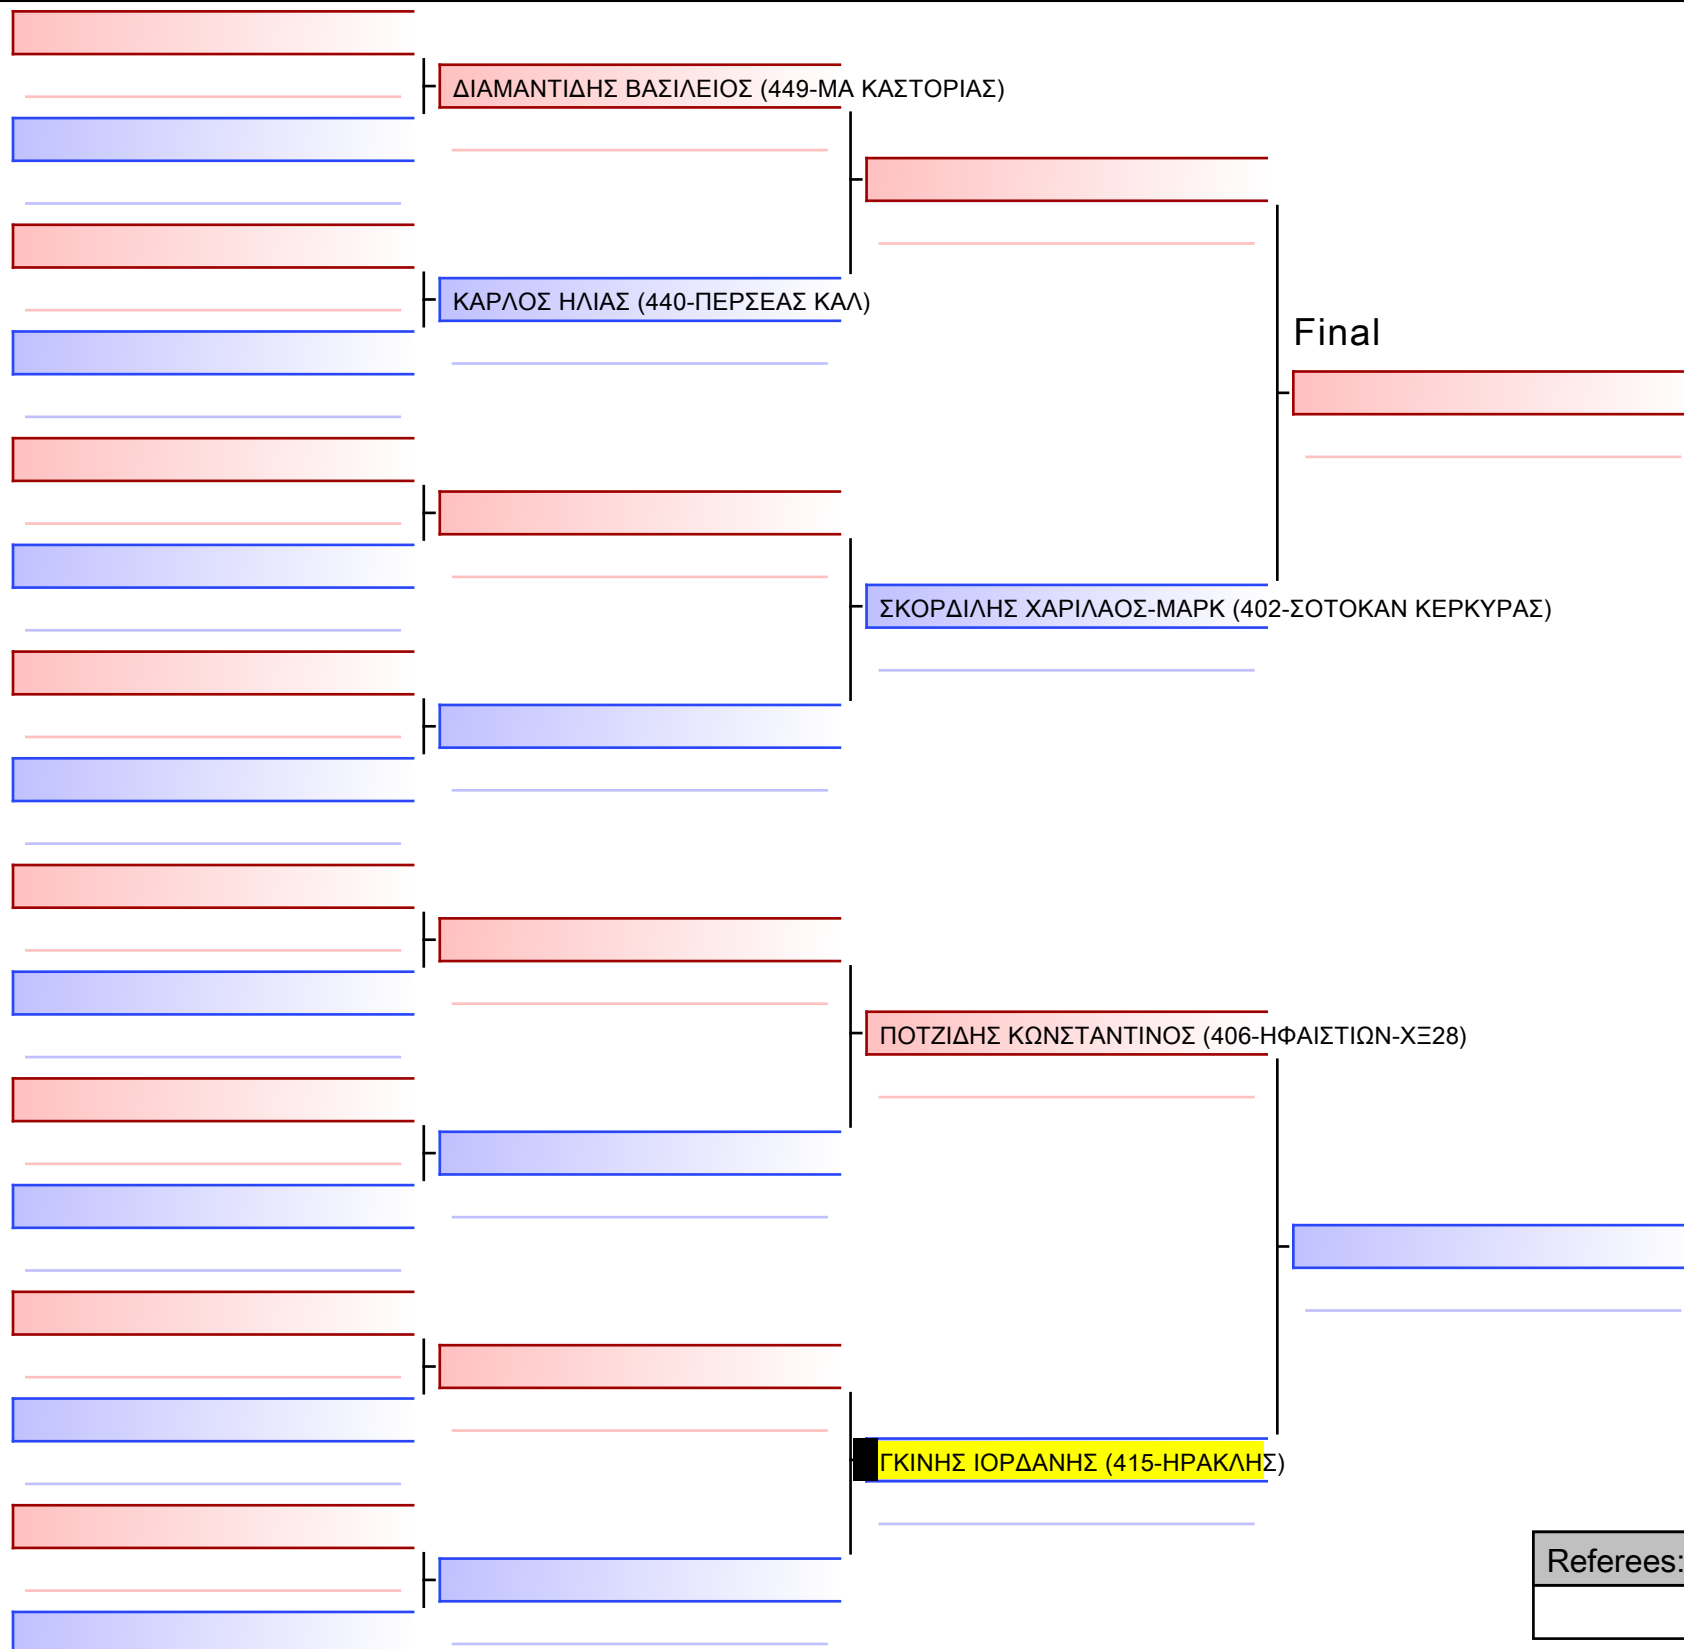 ΔΙΑΜΑΝΤΙΔΗΣ ΒΑΣΙΛΕΙΟΣ (449-ΜΑ ΚΑΣΤΟΡΙΑΣ)
ΚΑΡΛΟΣ ΗΛΙΑΣ (440-ΠΕΡΣΕΑΣ ΚΑΛ)
Final
ΣΚΟΡΔΙΛΗΣ ΧΑΡΙΛΑΟΣ-ΜΑΡΚ (402-ΣΟΤΟΚΑΝ ΚΕΡΚΥΡΑΣ)
ΠΟΤΖΙΔΗΣ ΚΩΝΣΤΑΝΤΙΝΟΣ (406-ΗΦΑΙΣΤΙΩΝ-ΧΞ28)
ΓΚΙΝΗΣ ΙΟΡΔΑΝΗΣ (415-ΗΡΑΚΛΗΣ)
Referees: